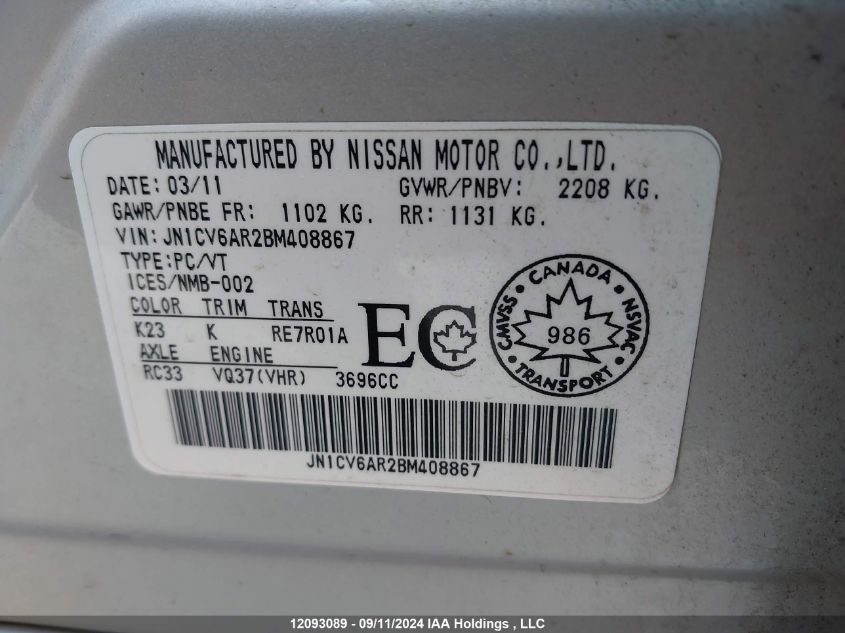 MANUFACTURED BY NISSAN MOTOR CO.,LTD.
DATE: 03/11 GVWR/PNBV: 2208 KG.
GAWR/PNBE FR: 1102 KG. RR: 1131 KG.
VIN: JN1CV6AR2BM408867
TYPE:PC/VT
ICES/NMB-002
COLOR TRIM TRANS
K23 K RE7R01A
AXLE ENGINE
RC33 VQ37(VHR) 3696CC
EC
CANADA
CMVSS
986
NSVAC
TRANSPORT
JN1CV6AR2BM408867
12093089 - 09/11/2024 IAA Holdings , LLC